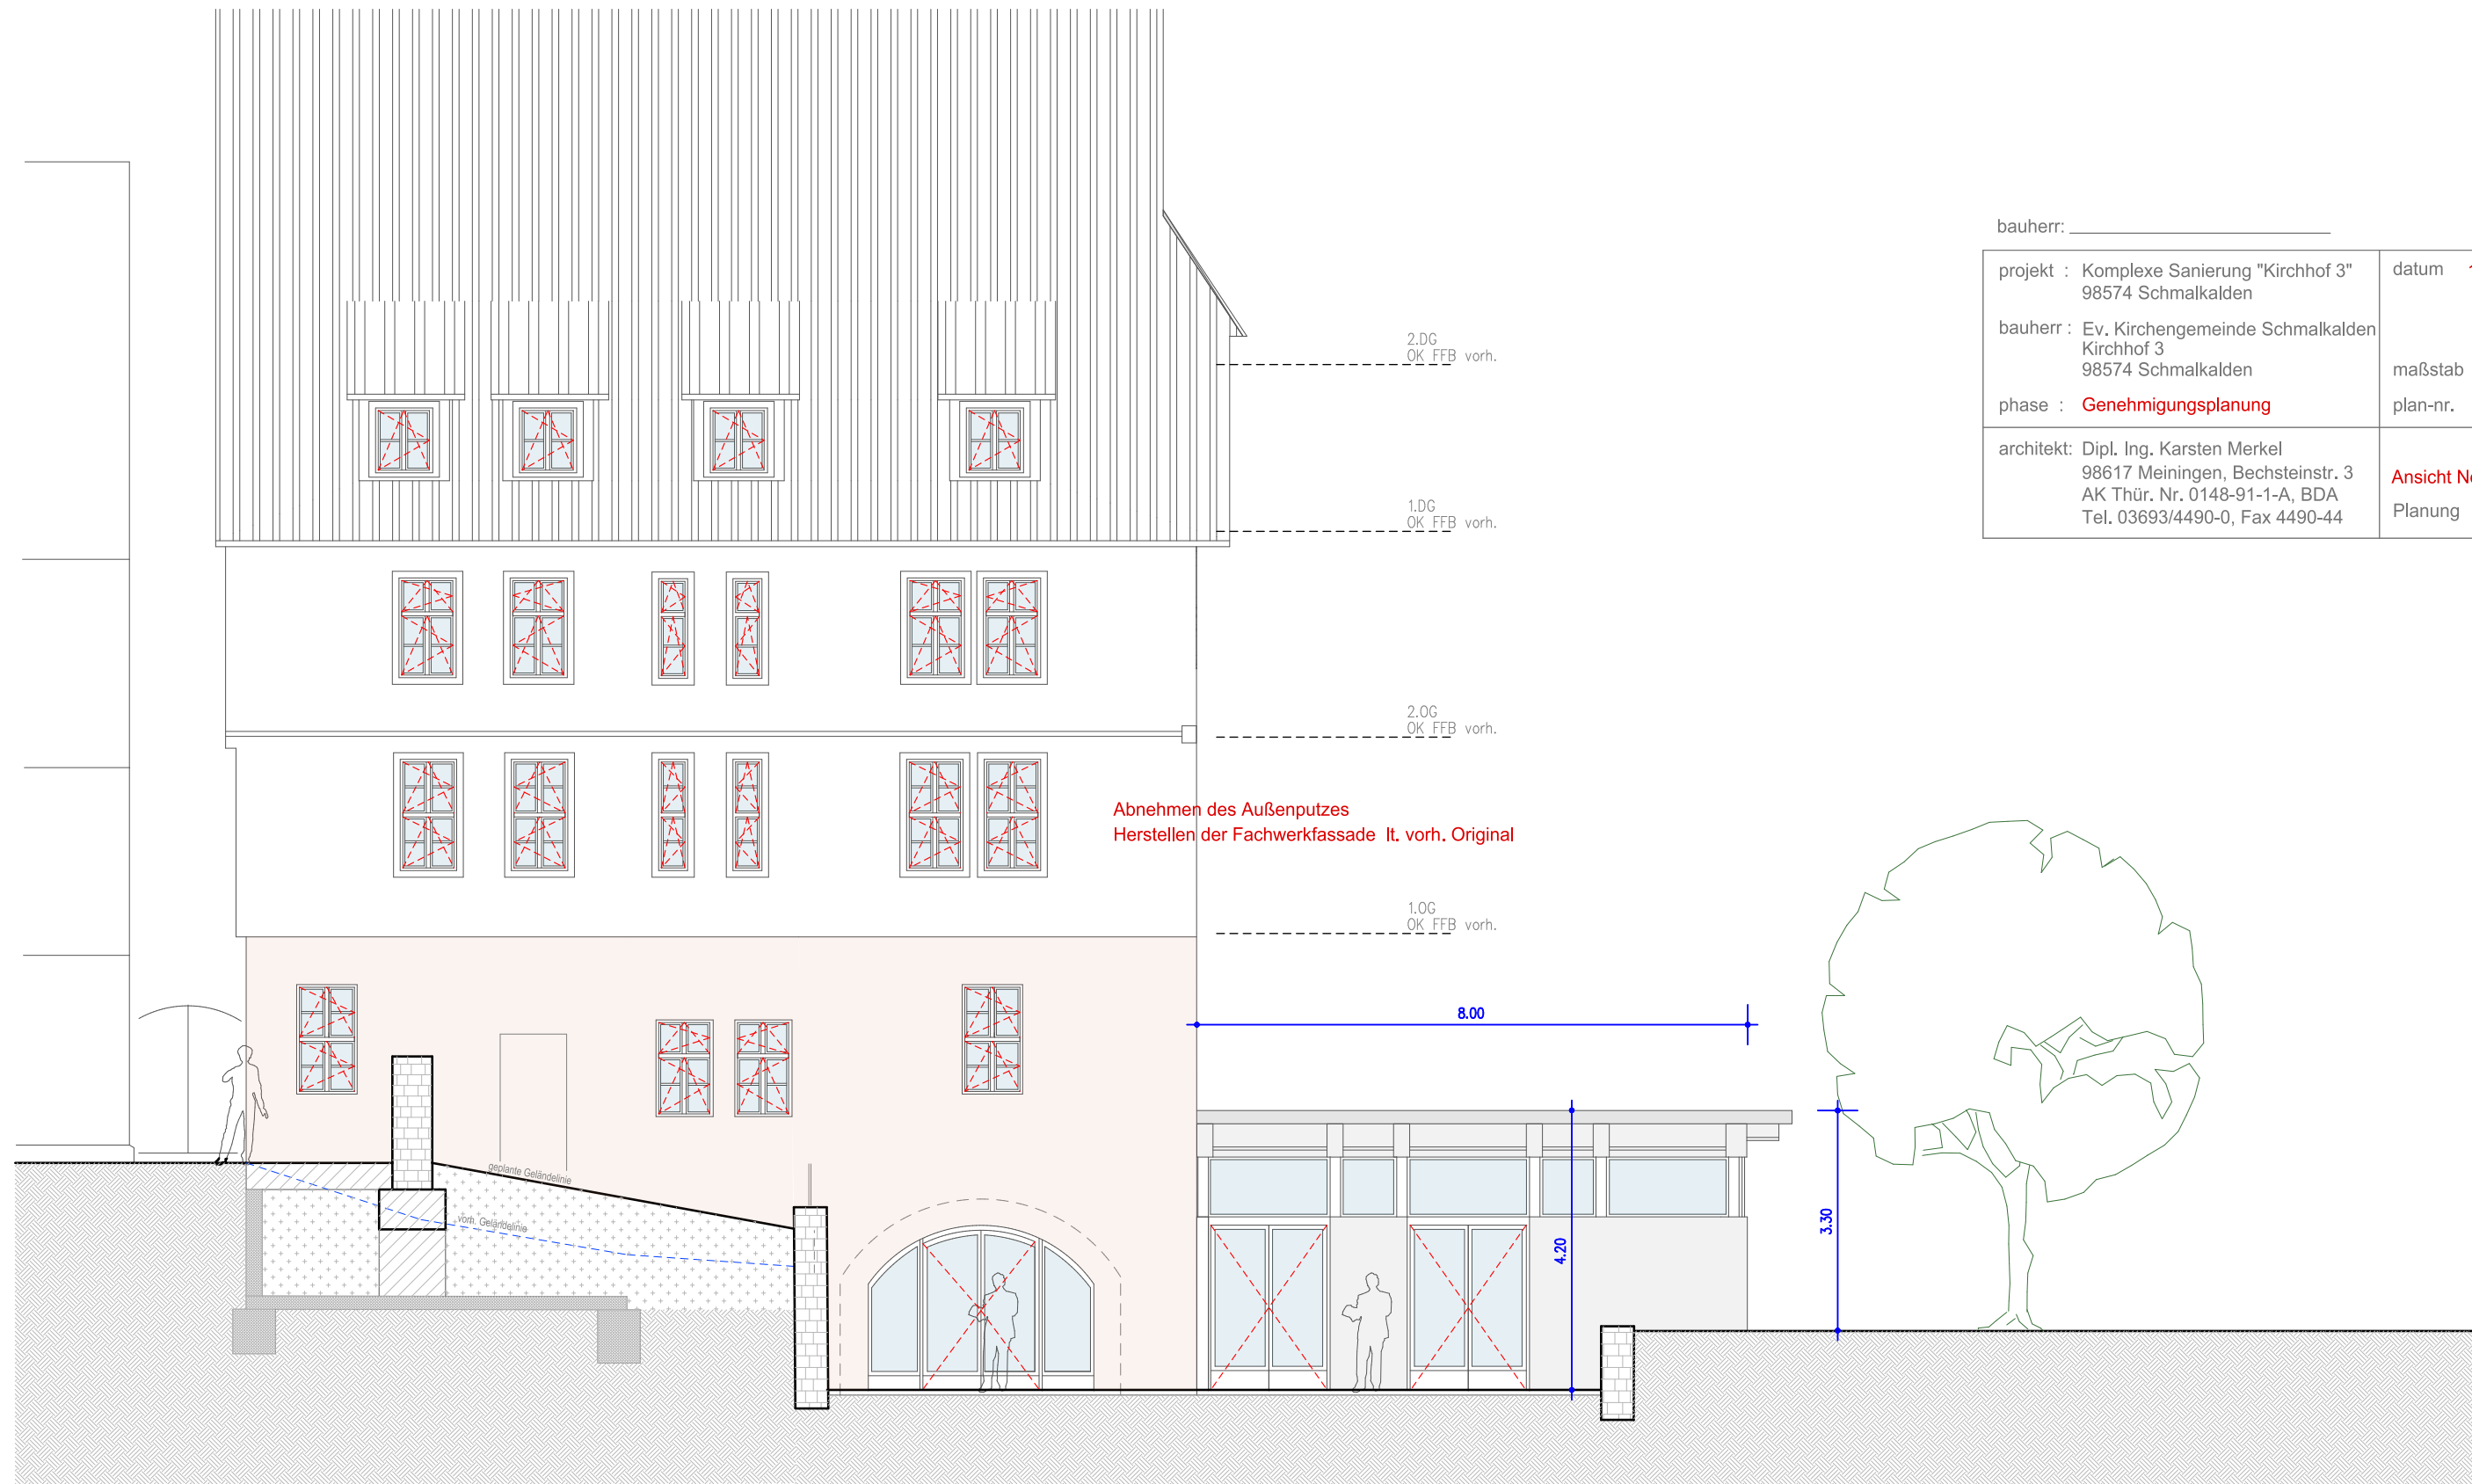 bauherr:
projekt : Komplexe Sanierung "Kirchhof 3"
98574 Schmalkalden
bauherr : Ev. Kirchengemeinde Schmalkalden
Kirchhof 3
98574 Schmalkalden
phase : Genehmigungsplanung
architekt: Dipl. Ing. Karsten Merkel
98617 Meiningen, Bechsteinstr. 3
AK Thür. Nr. 0148-91-1-A, BDA
Tel. 03693/4490-0, Fax 4490-44
datum
maßstab
plan-nr.
Ansicht
Planung
2.DG
OK FFB vorh.
1.DG
OK FFB vorh.
2.OG
OK FFB vorh.
Abnehmen des Außenputzes
Herstellen der Fachwerkfassade lt. vorh. Original
1.OG
OK FFB vorh.
8.00
geplante Geländelinie
vorh. Geländelinie
4.20
3.30